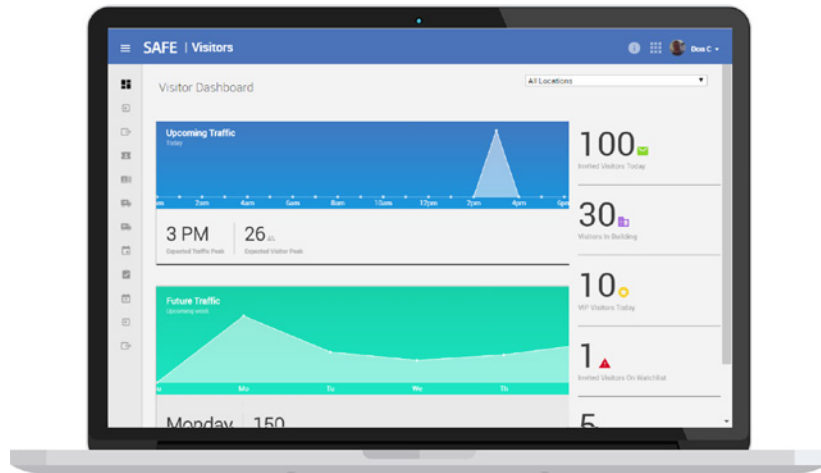 SAFE | Visitors
Don C
Visitor Dashboard
All Locations
Upcoming Traffic
Today
2am 4am 6am 8am 10am 12pm 2pm 4pm 6pm
3 PM
Expected Traffic Peak
26
Expected Visitor Peak
Future Traffic
Upcoming week
Mo Tu We Th
Monday
150
100
Invited Visitors Today
30
Visitors In Building
10
VIP Visitors Today
1
Invited Visitors On Watchlist
5